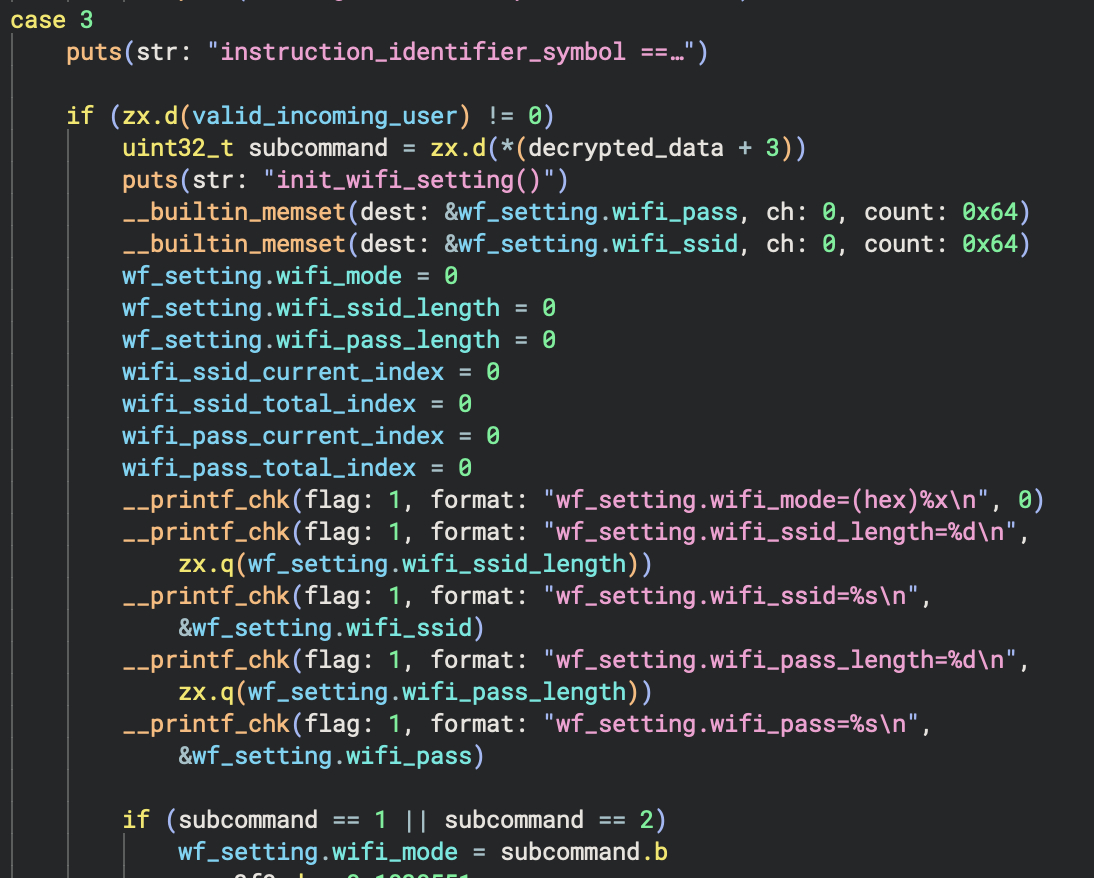 case 3
puts(str: "instruction_identifier_symbol ==…")
if (zx.d(valid_incoming_user) != 0)
uint32_t subcommand = zx.d(*(decrypted_data + 3))
puts(str: "init_wifi_setting()")
__builtin_memset(dest: &wf_setting.wifi_pass, ch: 0, count: 0x64)
__builtin_memset(dest: &wf_setting.wifi_ssid, ch: 0, count: 0x64)
wf_setting.wifi_mode = 0
wf_setting.wifi_ssid_length = 0
wf_setting.wifi_pass_length = 0
wifi_ssid_current_index = 0
wifi_ssid_total_index = 0
wifi_pass_current_index = 0
wifi_pass_total_index = 0
__printf_chk(flag: 1, format: "wf_setting.wifi_mode=(hex)%x\n", 0)
__printf_chk(flag: 1, format: "wf_setting.wifi_ssid_length=%d\n",
zx.q(wf_setting.wifi_ssid_length))
__printf_chk(flag: 1, format: "wf_setting.wifi_ssid=%s\n",
&wf_setting.wifi_ssid)
__printf_chk(flag: 1, format: "wf_setting.wifi_pass_length=%d\n",
zx.q(wf_setting.wifi_pass_length))
__printf_chk(flag: 1, format: "wf_setting.wifi_pass=%s\n",
&wf_setting.wifi_pass)
if (subcommand == 1 || subcommand == 2)
wf_setting.wifi_mode = subcommand.b